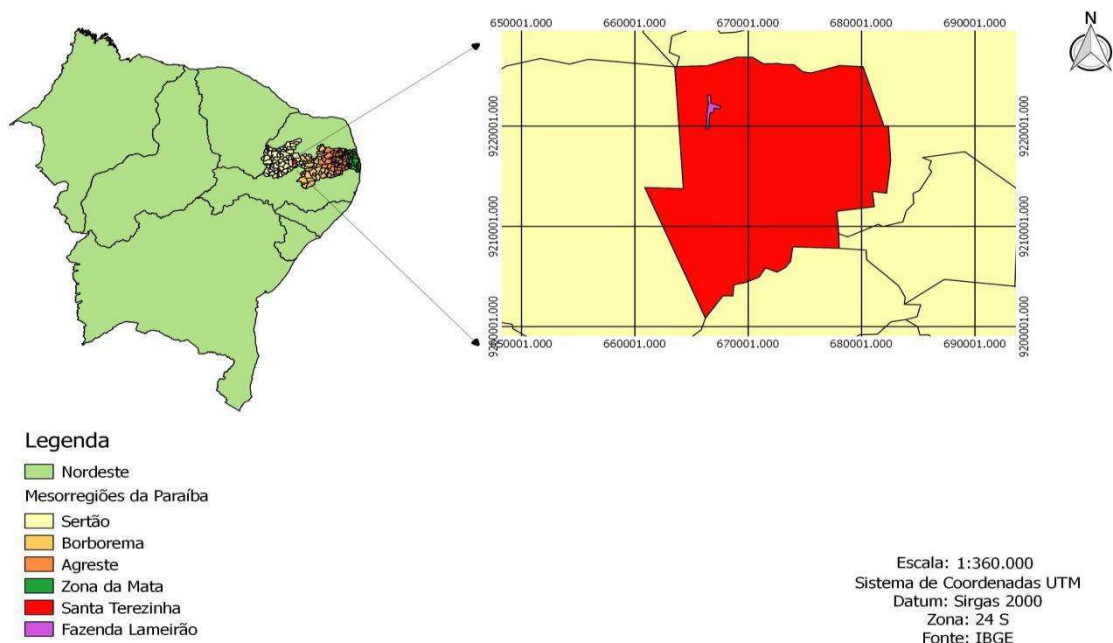 N
650001.000 660001.000 670001.000 680001.000 690001.000
9220001.000 9220001.000
9210001.000 9210001.000
9200001.000 9200001.000
650001.000 660001.000 670001.000 680001.000 690001.000
Legenda
Nordeste
Mesorregiões da Paraíba
Sertão
Borborema
Agreste
Zona da Mata
Santa Terezinha
Fazenda Lameirão
Escala: 1:360.000
Sistema de Coordenadas UTM
Datum: Sirgas 2000
Zona: 24 S
Fonte: IBGE